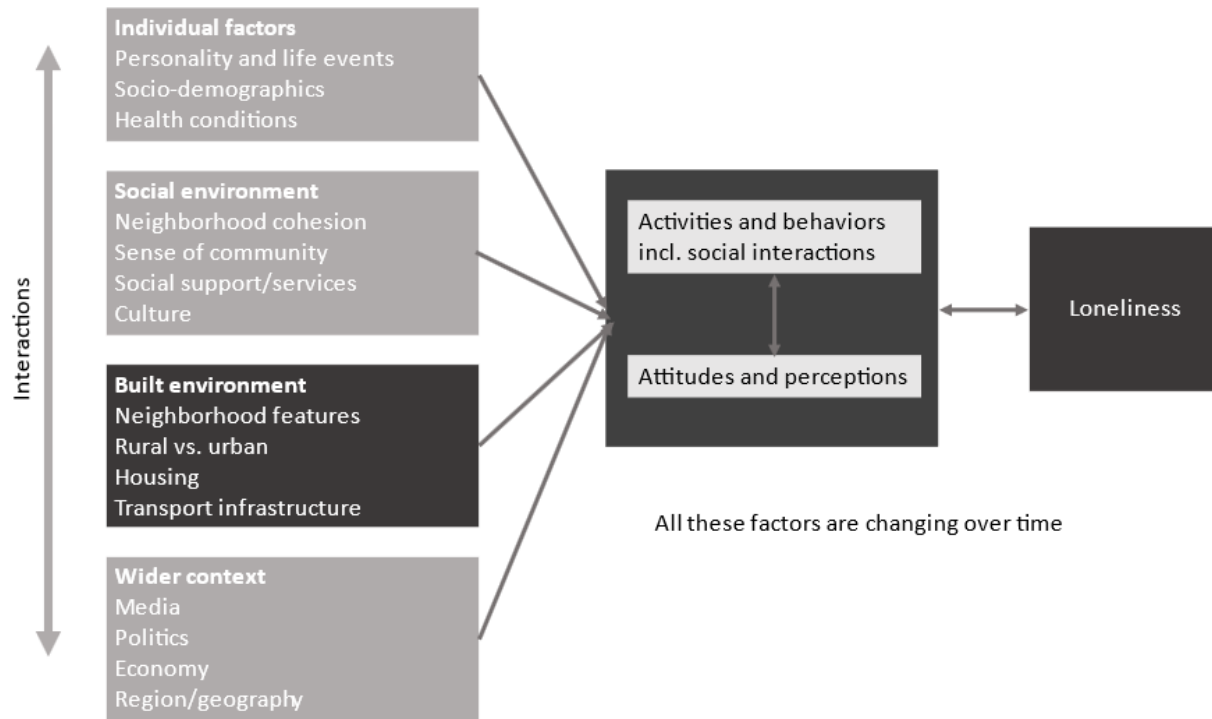 Interactions
Individual factors
Personality and life events
Socio-demographics
Health conditions
Social environment
Neighborhood cohesion
Sense of community
Social support/services
Culture
Built environment
Neighborhood features
Rural vs. urban
Housing
Transport infrastructure
Wider context
Media
Politics
Economy
Region/geography
Activities and behaviors
incl. social interactions
Attitudes and perceptions
Loneliness
All these factors are changing over time